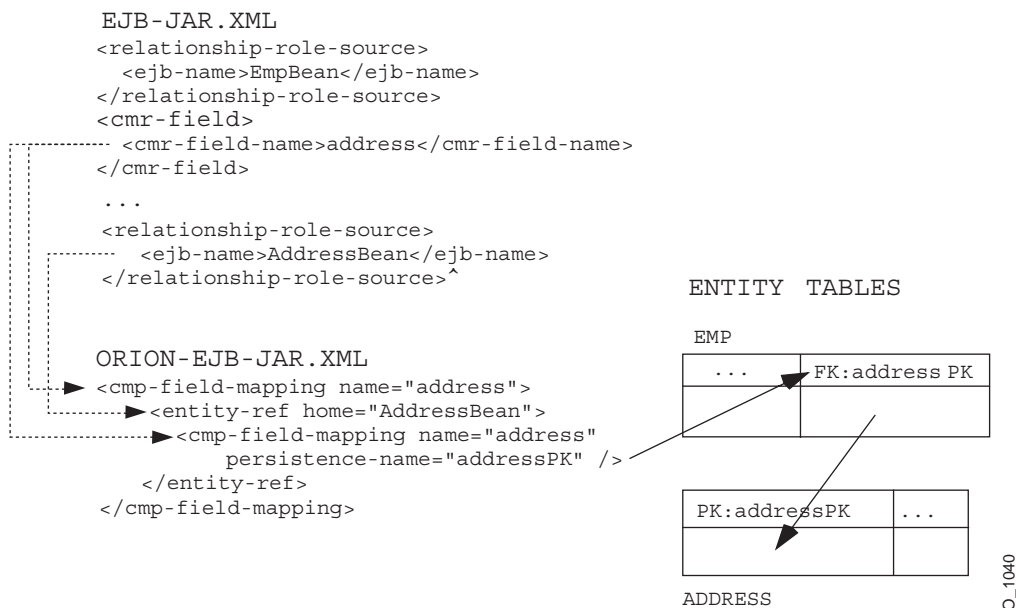 EJB-JAR.XML
<relationship-role-source>
<ejb-name>EmpBean</ejb-name>
</relationship-role-source>
<cmr-field>
<cmr-field-name>address</cmr-field-name>
</cmr-field>
...
<relationship-role-source>
<ejb-name>AddressBean</ejb-name>
</relationship-role-source>^
ORION-EJB-JAR.XML
<cmp-field-mapping name="address">
<entity-ref home="AddressBean">
<cmp-field-mapping name="address"
persistence-name="addressPK" />
</entity-ref>
</cmp-field-mapping>
ENTITY TABLES
EMP
... FK:address PK
PK:addressPK ...
ADDRESS
O_1040